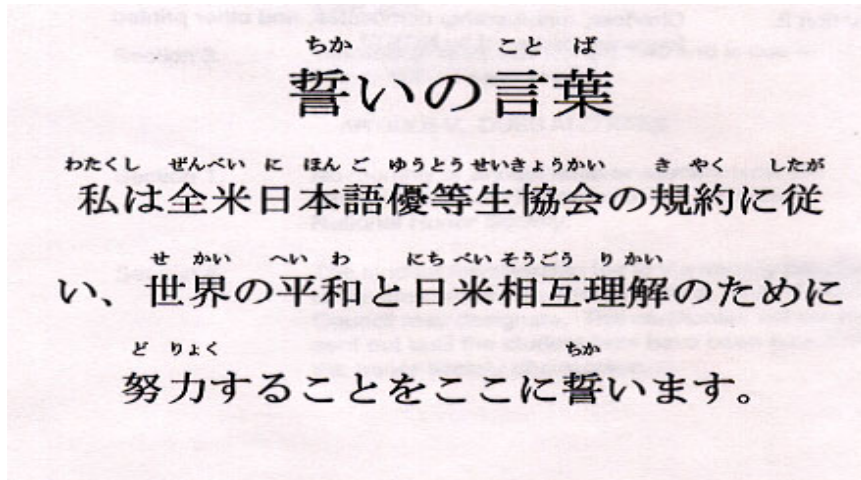 ちか こと ば
誓いの言葉
わたくし ぜんべい に ほん ご ゆうとう せいきょうかい き やく したが
私は全米日本語優等生協会の規約に従
せ かい へい わ にち べい そうごう り かい
い、世界の平和と日米相互理解のために
ど りょく ちか
努力することをここに誓います。